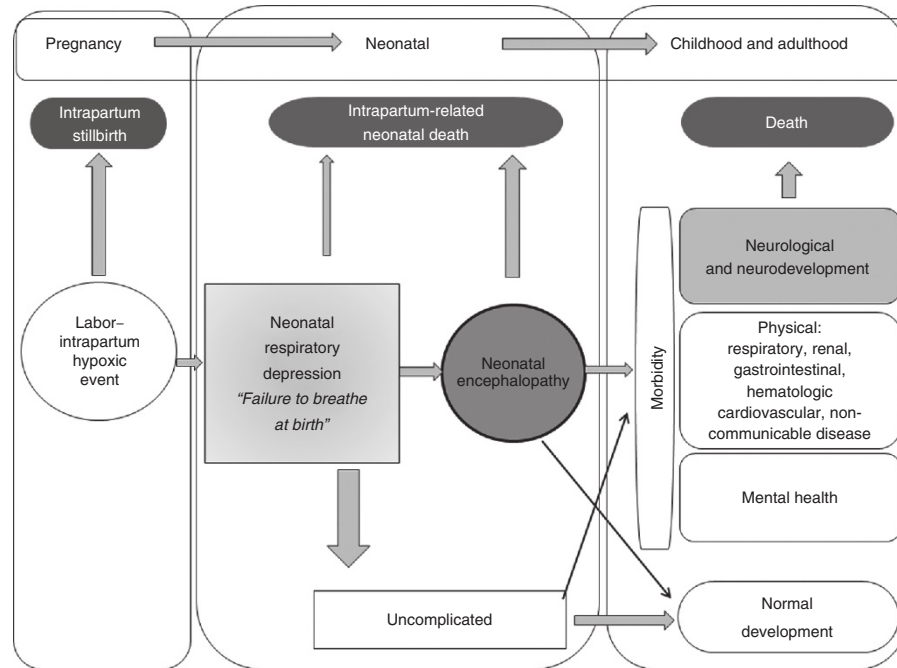 Pregnancy
Neonatal
Childhood and adulthood
Intrapartum
stillbirth
Intrapartum-related
neonatal death
Death
Labor–
intrapartum
hypoxic
event
Neonatal
respiratory
depression
“Failure to breathe
at birth”
Neonatal
encephalopathy
Morbidity
Neurological
and neurodevelopment
Physical:
respiratory, renal,
gastrointestinal,
hematologic
cardiovascular, non-
communicable disease
Mental health
Uncomplicated
Normal
development